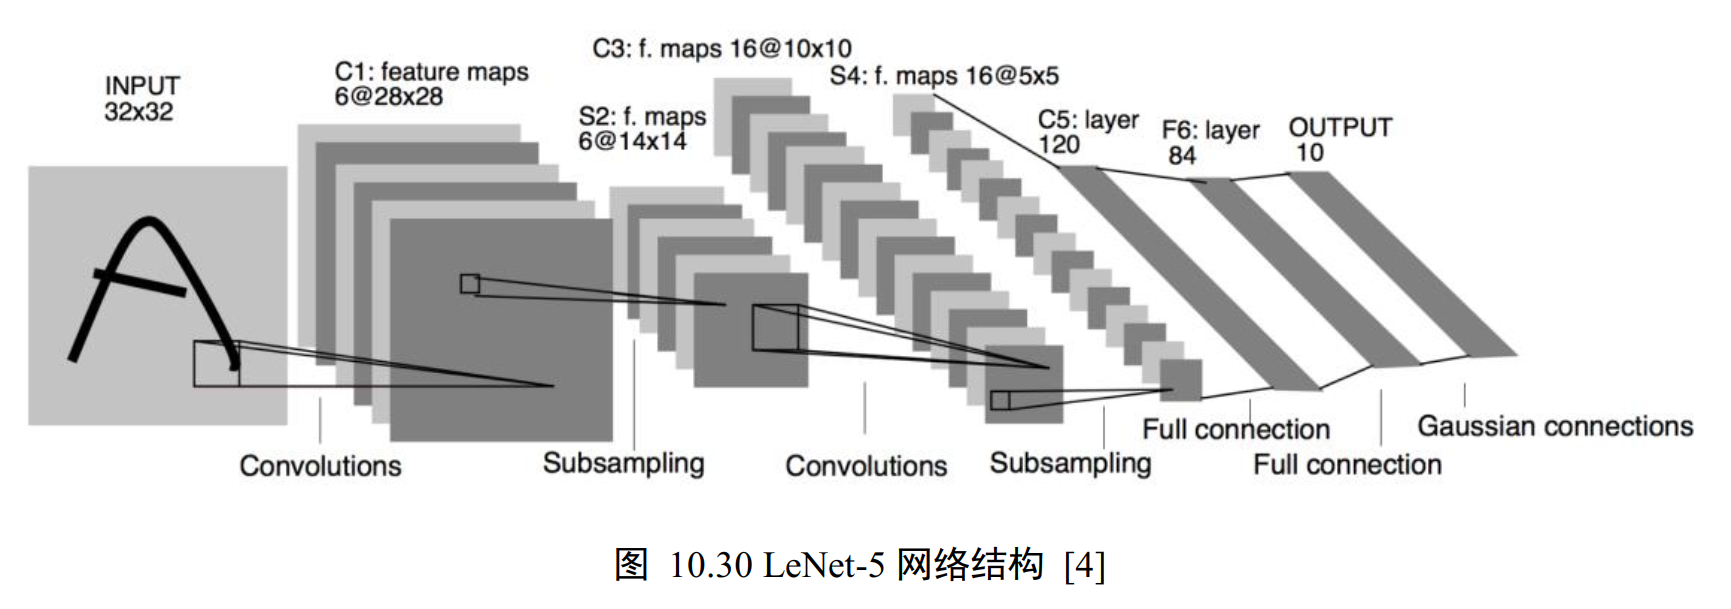 INPUT
32x32
C1: feature maps
6@28x28
S2: f. maps
6@14x14
C3: f. maps 16@10x10
S4: f. maps 16@5x5
C5: layer
120
F6: layer
84
OUTPUT
10
Convolutions
Subsampling
Convolutions
Subsampling
Full connection
Full connection
Gaussian connections
图 10.30 LeNet-5 网络结构 [4]